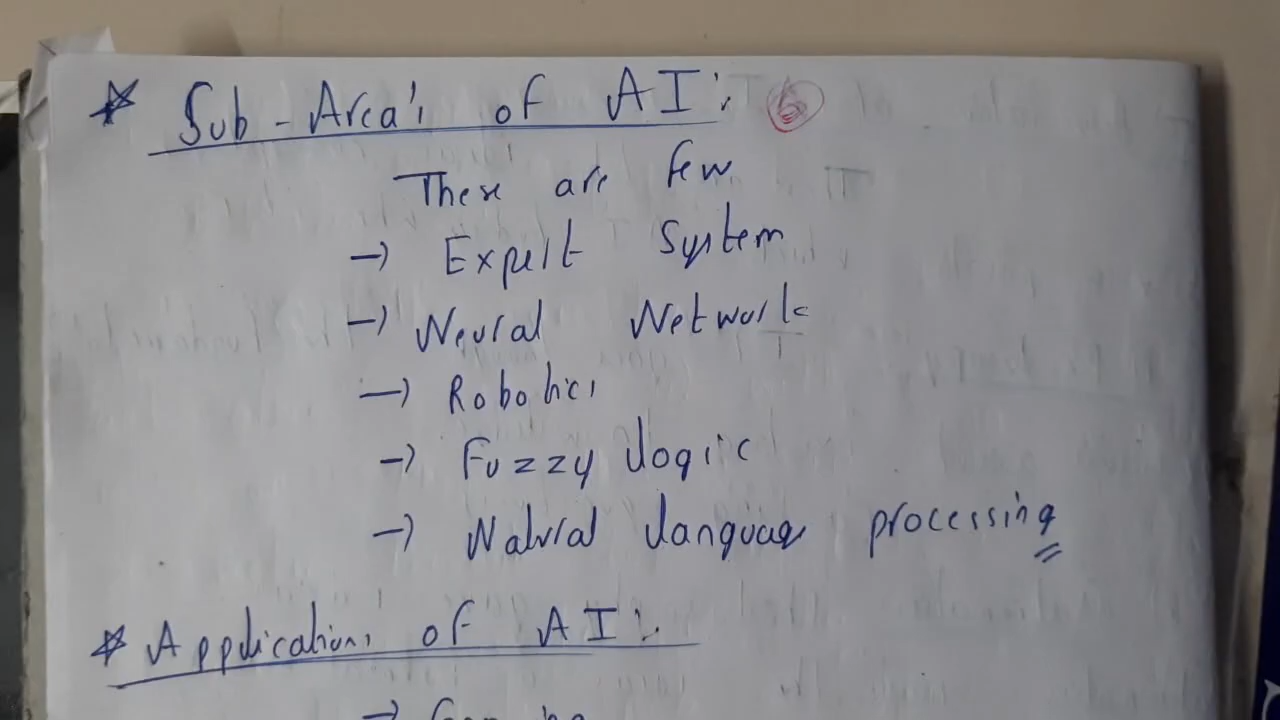 * Sub-Area's of AI:
These are few
→ Expert System
→ Neural Network
→ Robotics
→ Fuzzy logic
→ Natural language processing
* Applications of AI:
→ Gaming